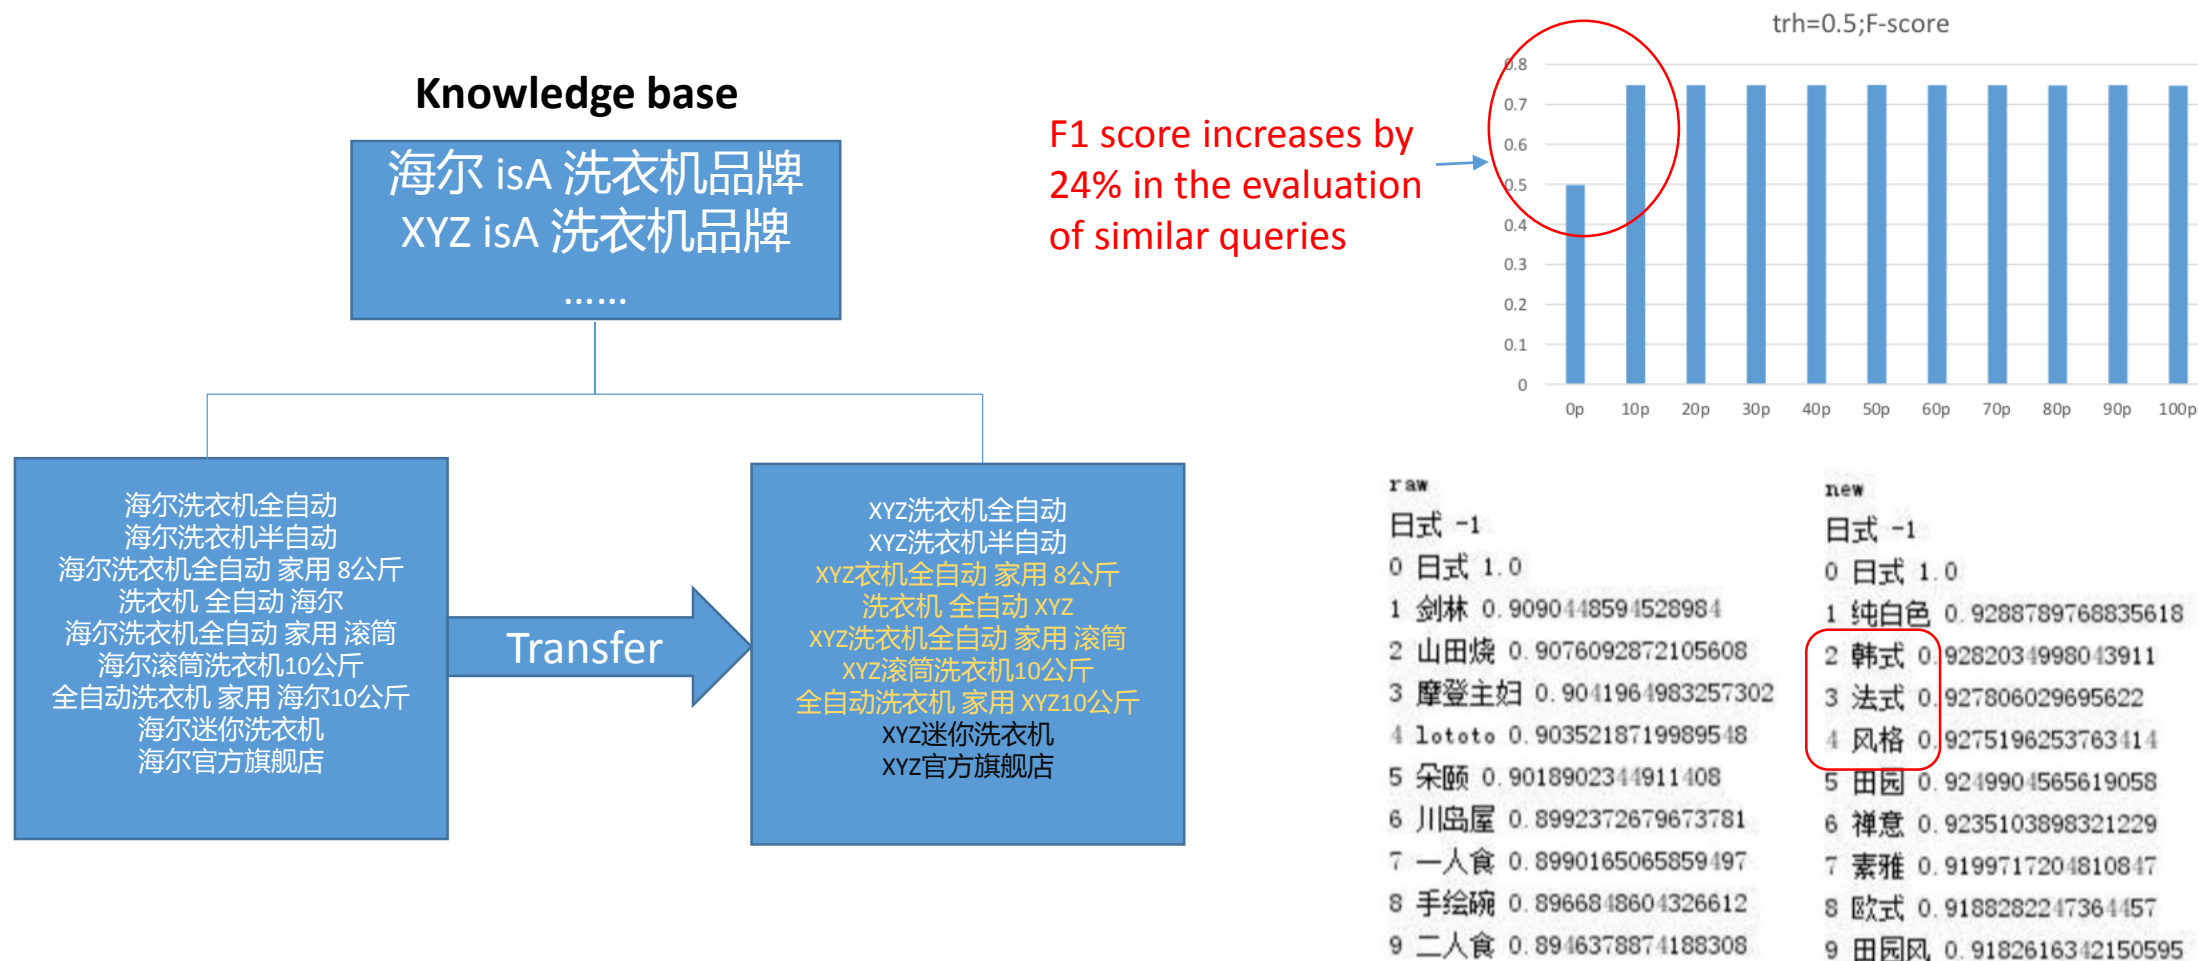 Knowledge base
海尔 isA 洗衣机品牌
XYZ isA 洗衣机品牌
……
海尔洗衣机全自动
海尔洗衣机半自动
海尔洗衣机全自动 家用 8公斤
洗衣机 全自动 海尔
海尔洗衣机全自动 家用 滚筒
海尔滚筒洗衣机10公斤
全自动洗衣机 家用 海尔10公斤
海尔迷你洗衣机
海尔官方旗舰店
Transfer
XYZ洗衣机全自动
XYZ洗衣机半自动
XYZ衣机全自动 家用 8公斤
洗衣机 全自动 XYZ
XYZ洗衣机全自动 家用 滚筒
XYZ滚筒洗衣机10公斤
全自动洗衣机 家用 XYZ10公斤
XYZ迷你洗衣机
XYZ官方旗舰店
F1 score increases by
24% in the evaluation
of similar queries
trh=0.5;F-score
0.8
0.7
0.6
0.5
0.4
0.3
0.2
0.1
0
0p 10p 20p 30p 40p 50p 60p 70p 80p 90p 100p
raw
日式 -1
0 日式 1.0
1 剑林 0.9090448594528984
2 山田烧 0.9076092872105608
3 摩登主妇 0.9041964983257302
4 lototo 0.9035218719989548
5 朵颐 0.9018902344911408
6 川岛屋 0.8992372679673781
7 一人食 0.8990165065859497
8 手绘碗 0.8966848604326612
9 二人食 0.8946378874188308
new
日式 -1
0 日式 1.0
1 纯白色 0.9288789768835618
2 韩式 0.9282034998043911
3 法式 0.927806029695622
4 风格 0.9275196253763414
5 田园 0.9249904565619058
6 禅意 0.9235103898321229
7 素雅 0.9199717204810847
8 欧式 0.9188282247364457
9 田园风 0.9182616342150595